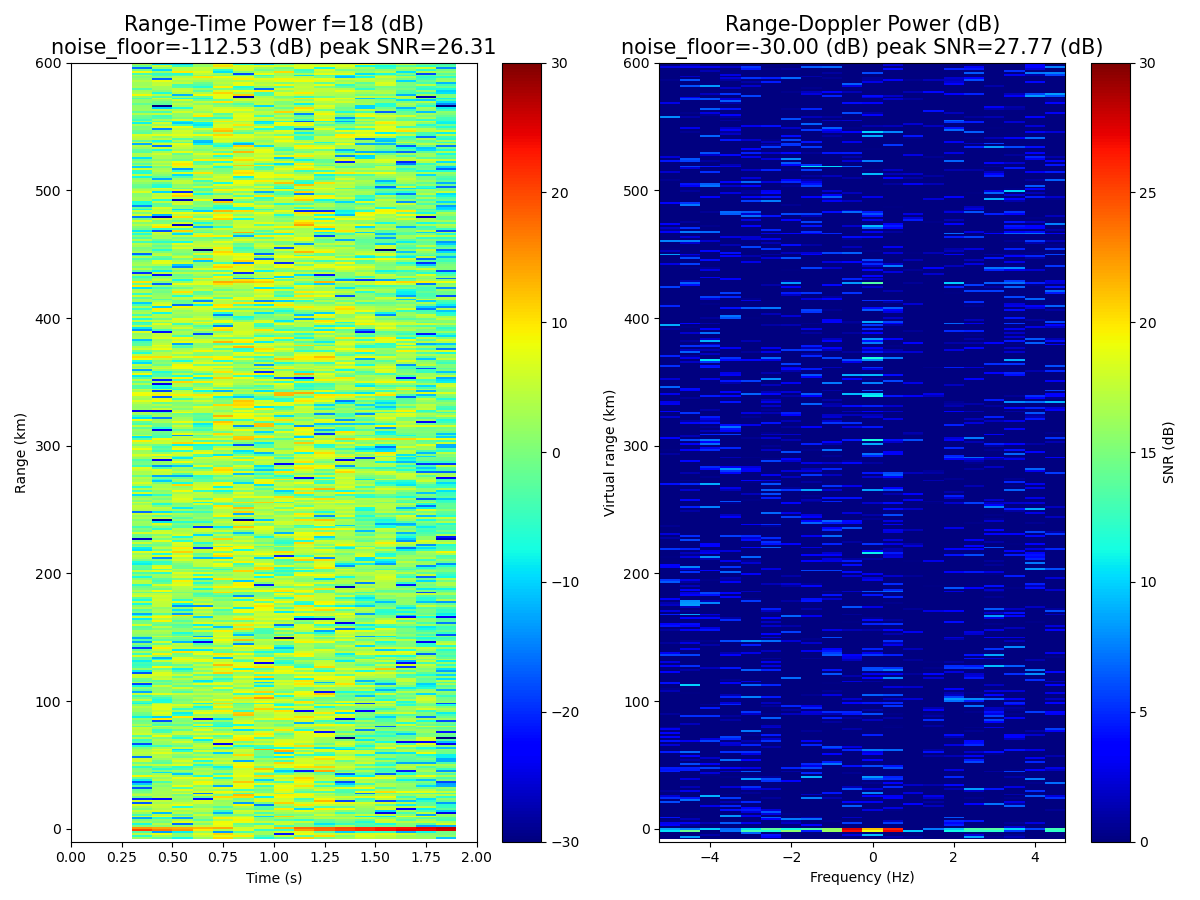 Range-Time Power f=18 (dB)
noise_floor=-112.53 (dB) peak SNR=26.31
Range-Doppler Power (dB)
noise_floor=-30.00 (dB) peak SNR=27.77 (dB)
Range (km)
600
500
400
300
200
100
0
0.00 0.25 0.50 0.75 1.00 1.25 1.50 1.75 2.00
Time (s)
30
20
10
0
−10
−20
−30
Virtual range (km)
600
500
400
300
200
100
0
−4 −2 0 2 4
Frequency (Hz)
30
25
20
15
10
5
0
SNR (dB)